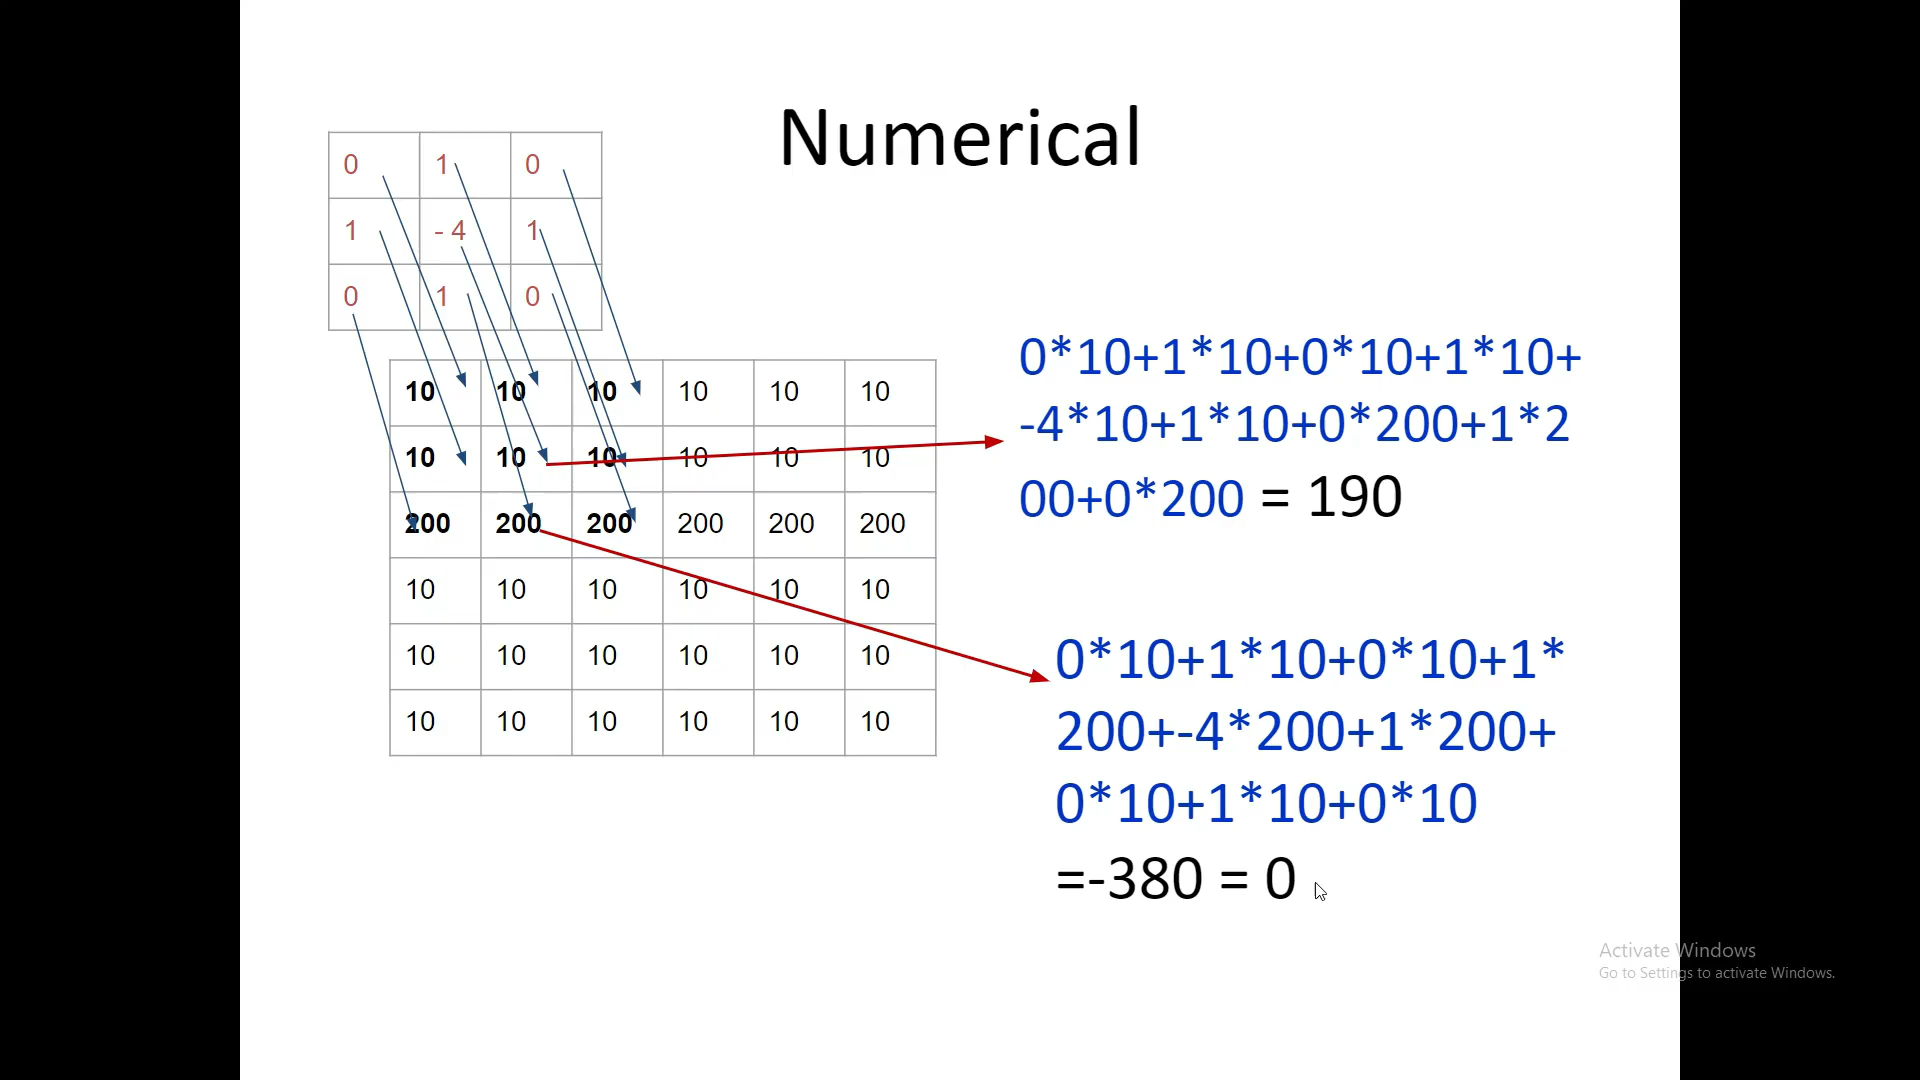 Numerical
0 1 0
1 - 4 1
0 1 0
10 10 10 10 10 10
10 10 10 10 10 10
200 200 200 200 200 200
10 10 10 10 10 10
10 10 10 10 10 10
10 10 10 10 10 10
0*10+1*10+0*10+1*10+
-4*10+1*10+0*200+1*2
00+0*200 = 190
0*10+1*10+0*10+1*
200+-4*200+1*200+
0*10+1*10+0*10
=-380 = 0
Activate Windows
Go to Settings to activate Windows.